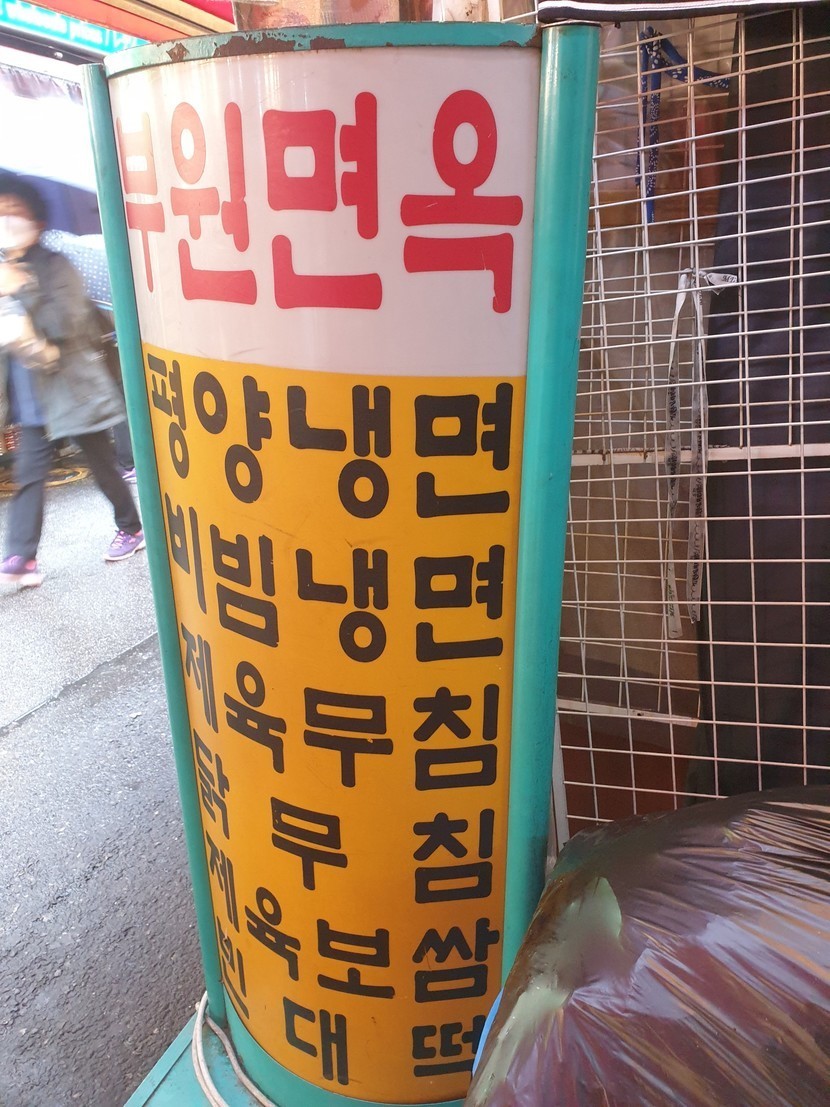 부원면옥
평양냉면
비빔냉면
제육무침
닭무침
제육보쌈
빈대떡